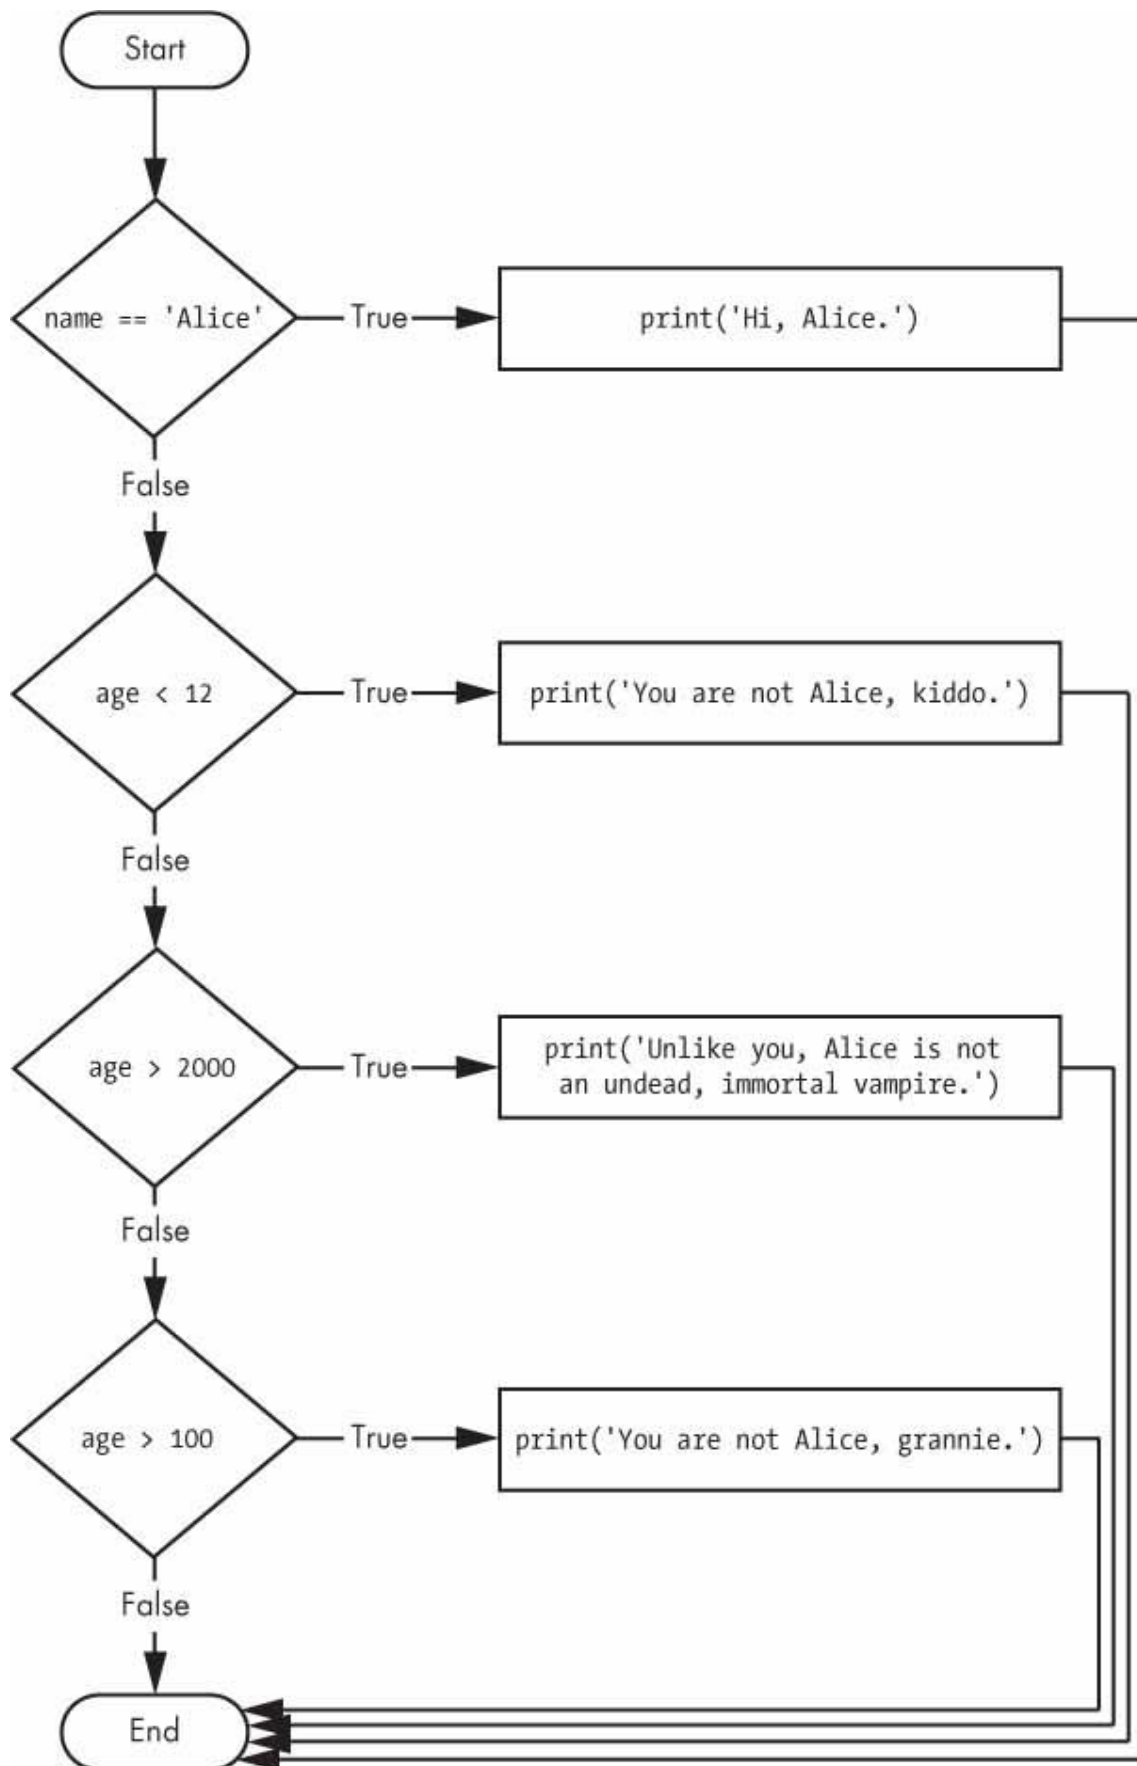 Start
name == 'Alice'
True
print('Hi, Alice.')
False
age < 12
True
print('You are not Alice, kiddo.')
False
age > 2000
True
print('Unlike you, Alice is not
an undead, immortal vampire.')
False
age > 100
True
print('You are not Alice, grannie.')
False
End